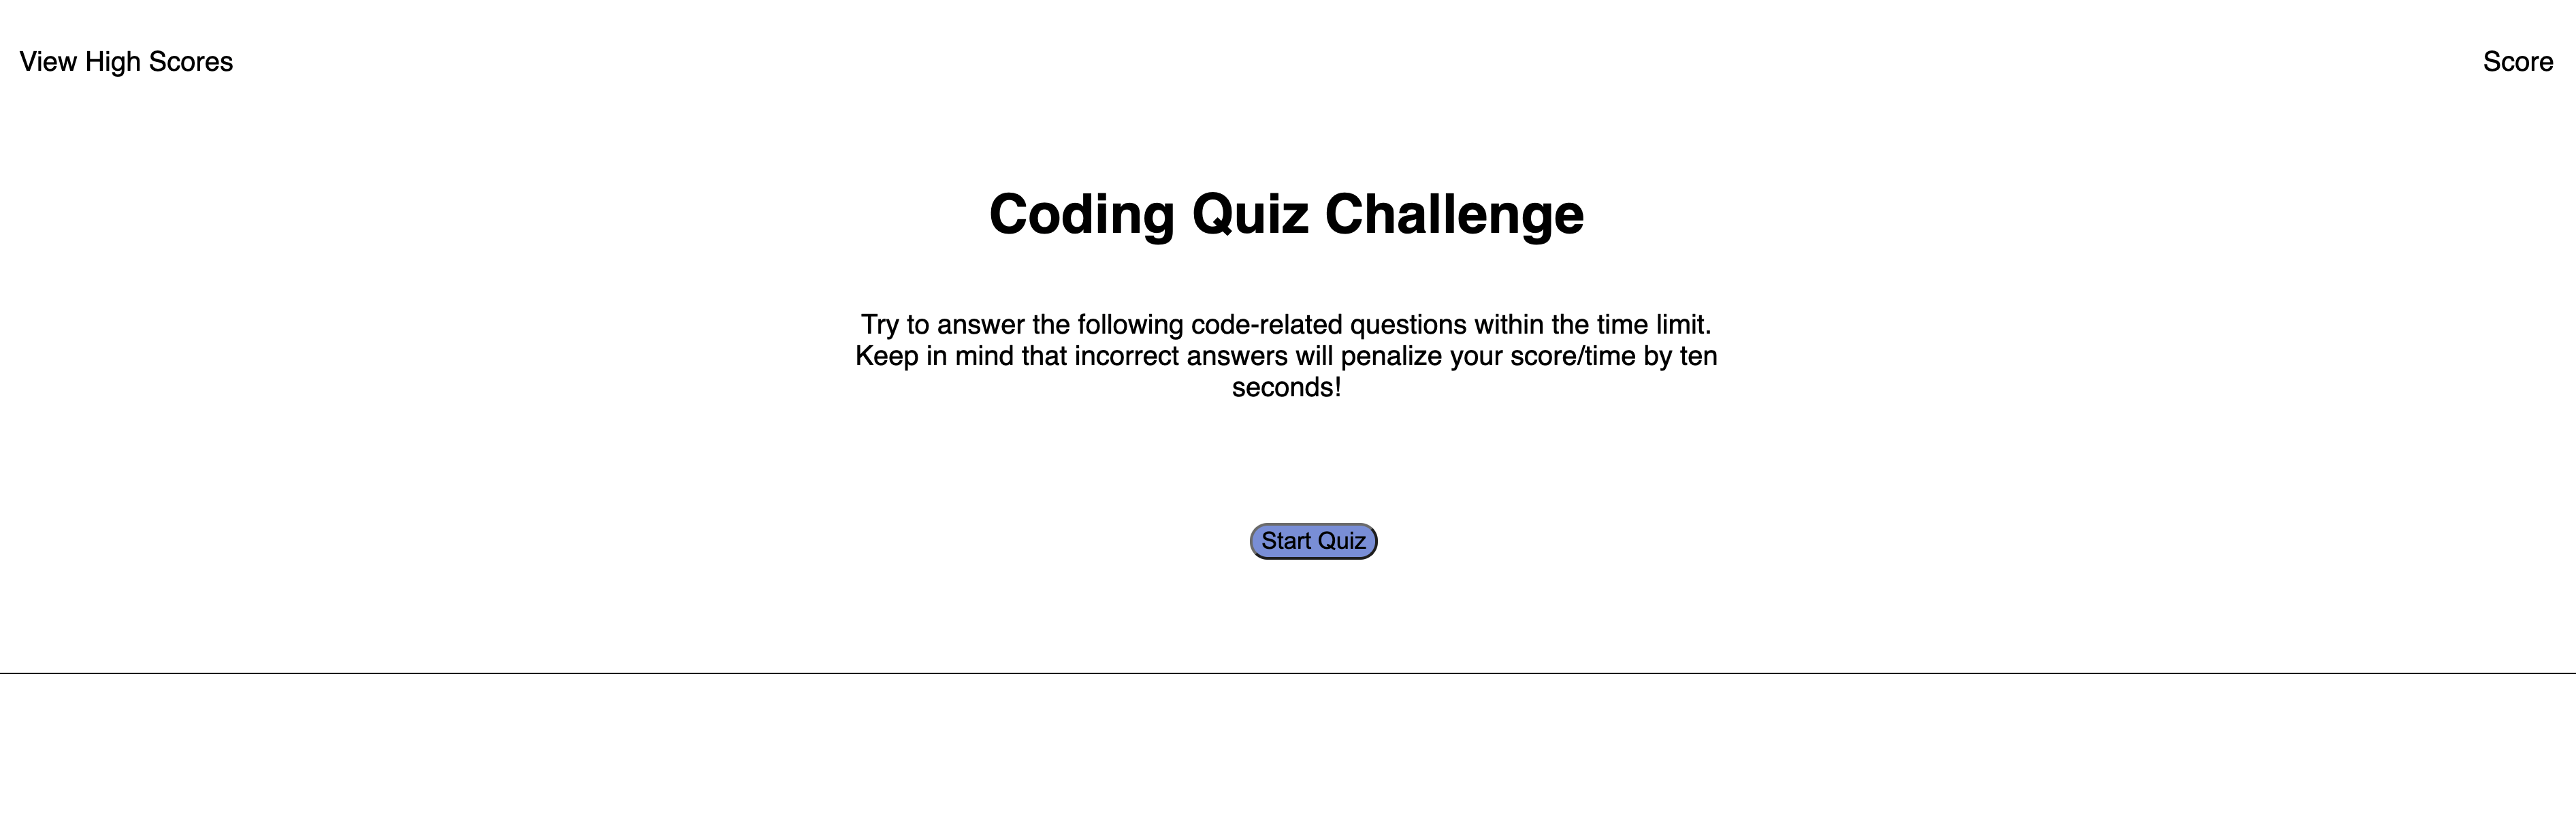 View High Scores
Score
Coding Quiz Challenge
Try to answer the following code-related questions within the time limit.
Keep in mind that incorrect answers will penalize your score/time by ten
seconds!
Start Quiz